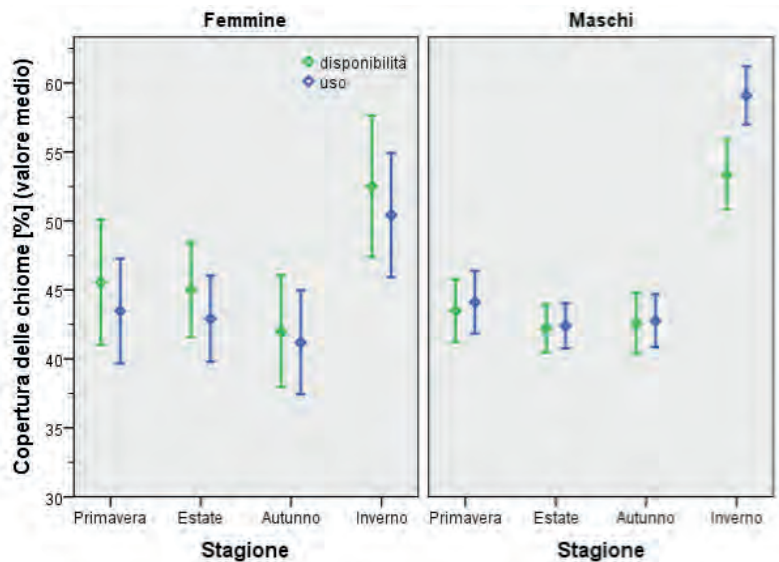 Femmine
Maschi
disponibilità
uso
Copertura delle chiome [%] (valore medio)
60
55
50
45
40
35
30
Primavera Estate Autunno Inverno
Primavera Estate Autunno Inverno
Stagione
Stagione